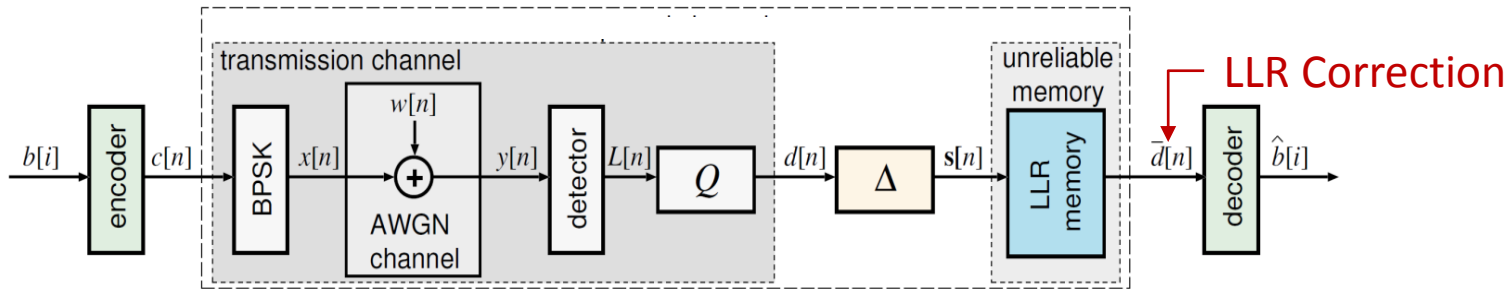 transmission channel
unreliable
memory
LLR Correction
b[i]
encoder
c[n]
BPSK
x[n]
w[n]
+
AWGN
channel
y[n]
detector
L[n]
Q
d[n]
Δ
s[n]
LLR
memory
d̄[n]
decoder
b̂[i]